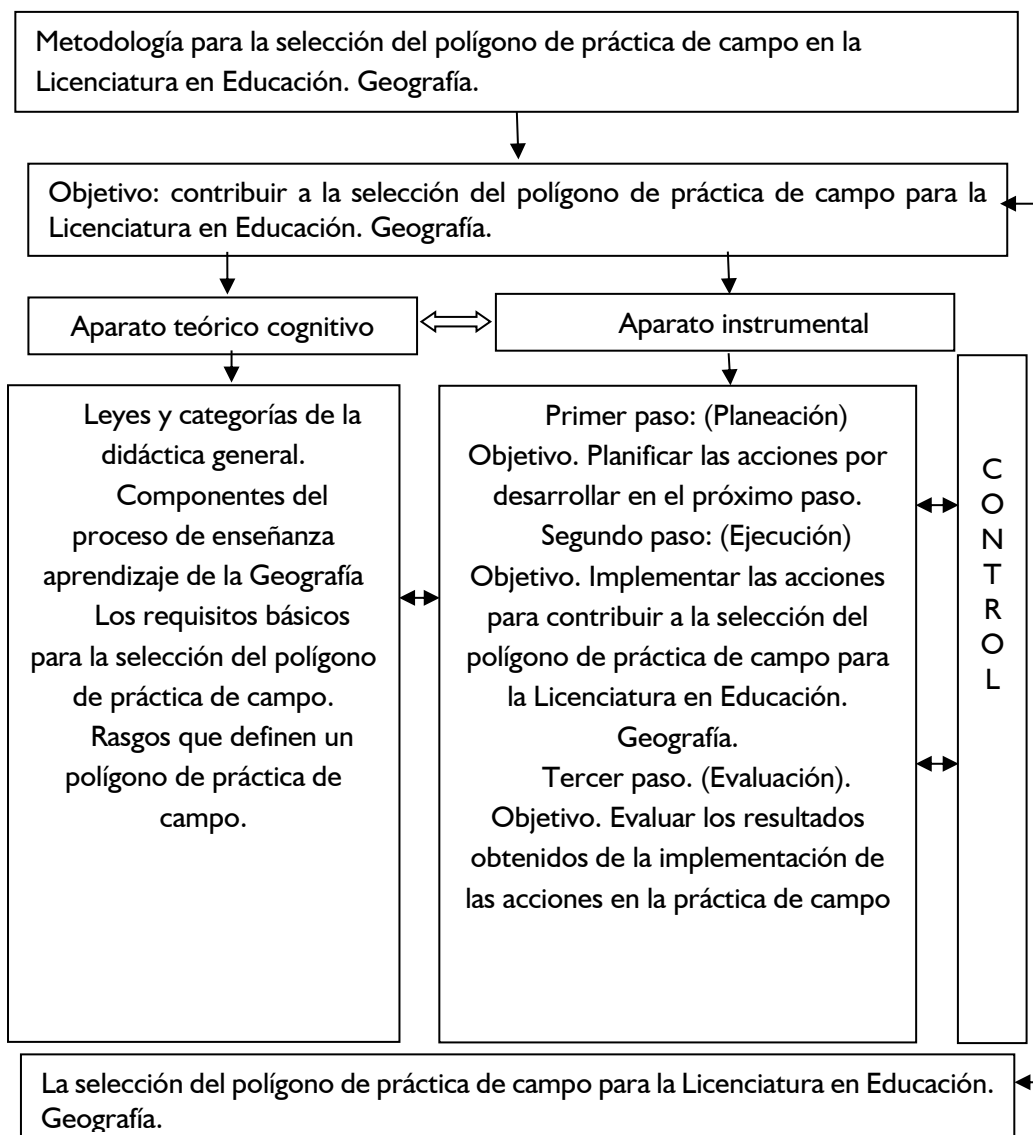 Metodología para la selección del polígono de práctica de campo en la
Licenciatura en Educación. Geografía.
Objetivo: contribuir a la selección del polígono de práctica de campo para la
Licenciatura en Educación. Geografía.
Aparato teórico cognitivo
Aparato instrumental
Leyes y categorías de la
didáctica general.
Componentes del
proceso de enseñanza
aprendizaje de la Geografía
Los requisitos básicos
para la selección del polígono
de práctica de campo.
Rasgos que definen un
polígono de práctica de
campo.
Primer paso: (Planeación)
Objetivo. Planificar las acciones por
desarrollar en el próximo paso.
Segundo paso: (Ejecución)
Objetivo. Implementar las acciones
para contribuir a la selección del
polígono de práctica de campo para
la Licenciatura en Educación.
Geografía.
Tercer paso. (Evaluación).
Objetivo. Evaluar los resultados
obtenidos de la implementación de
las acciones en la práctica de campo
C
O
N
T
R
O
L
La selección del polígono de práctica de campo para la Licenciatura en Educación.
Geografía.